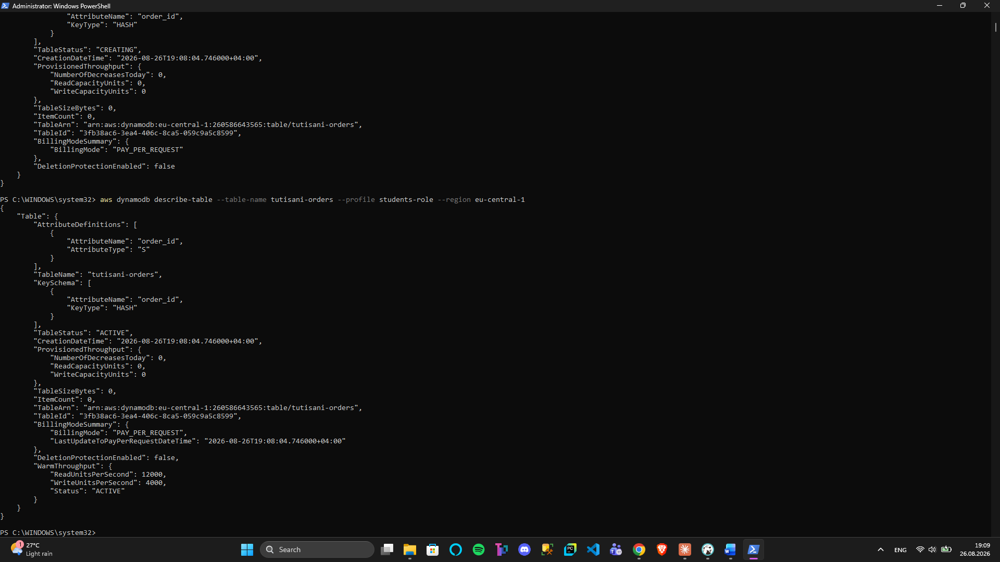 Administrator: Windows PowerShell
                "AttributeName": "order_id",
                "KeyType": "HASH"
            }
        ],
        "TableStatus": "CREATING",
        "CreationDateTime": "2026-08-26T19:08:04.746000+04:00",
        "ProvisionedThroughput": {
            "NumberOfDecreasesToday": 0,
            "ReadCapacityUnits": 0,
            "WriteCapacityUnits": 0
        },
        "TableSizeBytes": 0,
        "ItemCount": 0,
        "TableArn": "arn:aws:dynamodb:eu-central-1:260586643565:table/tutisani-orders",
        "TableId": "3fb38ac6-3ea4-406c-8ca5-059c9a5c8599",
        "BillingModeSummary": {
            "BillingMode": "PAY_PER_REQUEST"
        },
        "DeletionProtectionEnabled": false
    }
}
PS C:\WINDOWS\system32> aws dynamodb describe-table --table-name tutisani-orders --profile students-role --region eu-central-1
{
    "Table": {
        "AttributeDefinitions": [
            {
                "AttributeName": "order_id",
                "AttributeType": "S"
            }
        ],
        "TableName": "tutisani-orders",
        "KeySchema": [
            {
                "AttributeName": "order_id",
                "KeyType": "HASH"
            }
        ],
        "TableStatus": "ACTIVE",
        "CreationDateTime": "2026-08-26T19:08:04.746000+04:00",
        "ProvisionedThroughput": {
            "NumberOfDecreasesToday": 0,
            "ReadCapacityUnits": 0,
            "WriteCapacityUnits": 0
        },
        "TableSizeBytes": 0,
        "ItemCount": 0,
        "TableArn": "arn:aws:dynamodb:eu-central-1:260586643565:table/tutisani-orders",
        "TableId": "3fb38ac6-3ea4-406c-8ca5-059c9a5c8599",
        "BillingModeSummary": {
            "BillingMode": "PAY_PER_REQUEST",
            "LastUpdateToPayPerRequestDateTime": "2026-08-26T19:08:04.746000+04:00"
        },
        "DeletionProtectionEnabled": false,
        "WarmThroughput": {
            "ReadUnitsPerSecond": 12000,
            "WriteUnitsPerSecond": 4000,
            "Status": "ACTIVE"
        }
    }
}
PS C:\WINDOWS\system32>
1
27°C
Light rain
Search
PC
ENG
19:09
26.08.2026